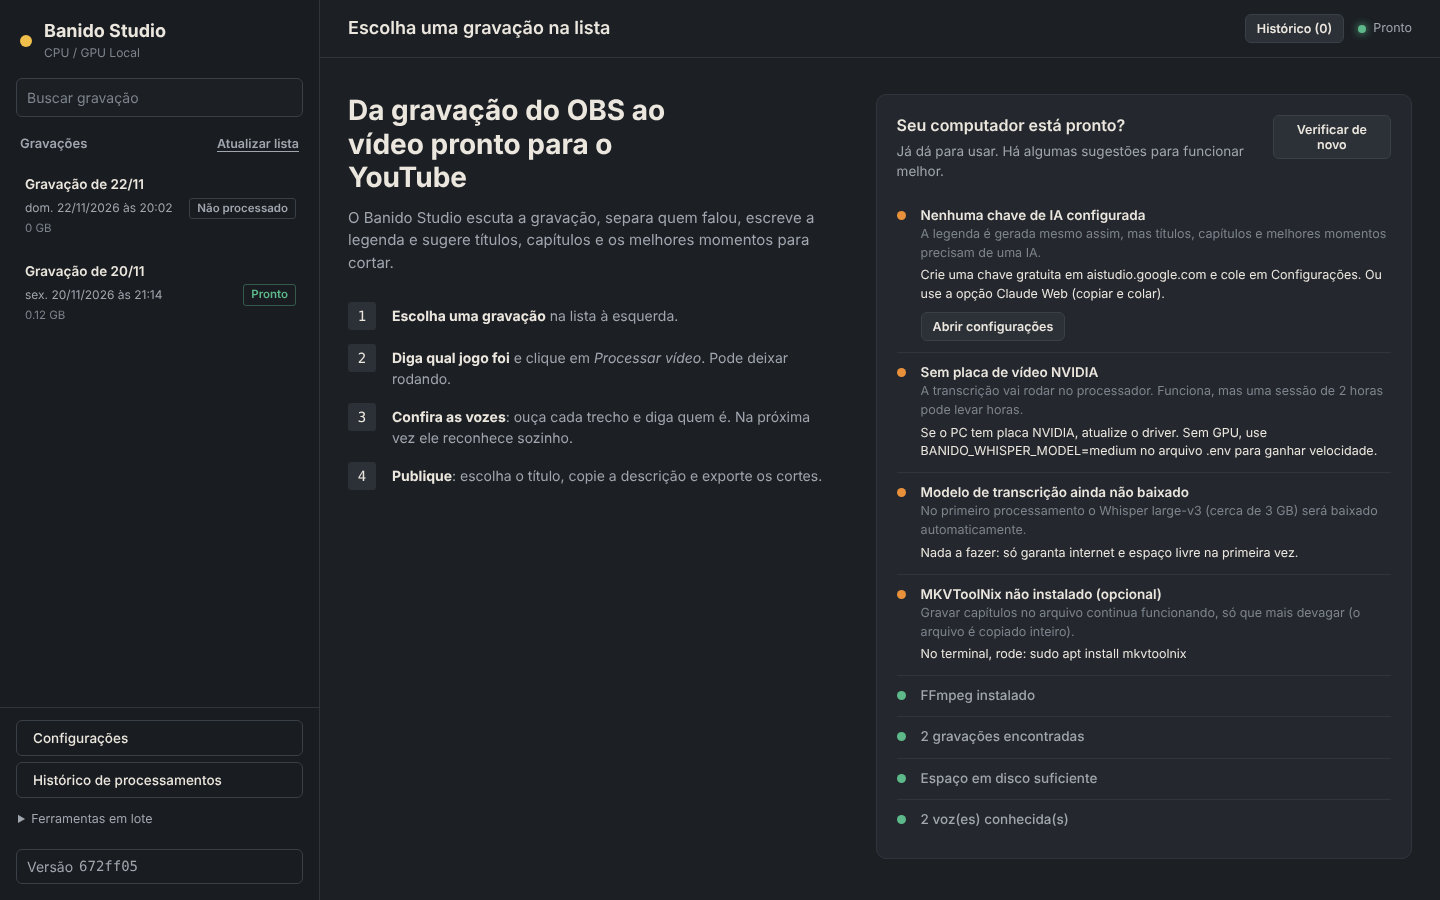 Banido Studio
CPU / GPU Local
Buscar gravação
Gravações
Atualizar lista
Gravação de 22/11
dom. 22/11/2026 às 20:02
Não processado
0 GB
Gravação de 20/11
sex. 20/11/2026 às 21:14
Pronto
0.12 GB
Configurações
Histórico de processamentos
Ferramentas em lote
Versão 672ff05
Escolha uma gravação na lista
Histórico (0)
Pronto
Da gravação do OBS ao
vídeo pronto para o
YouTube
O Banido Studio escuta a gravação, separa quem falou, escreve a
legenda e sugere títulos, capítulos e os melhores momentos para
cortar.
1 Escolha uma gravação na lista à esquerda.
2 Diga qual jogo foi e clique em Processar vídeo. Pode deixar
rodando.
3 Confira as vozes: ouça cada trecho e diga quem é. Na próxima
vez ele reconhece sozinho.
4 Publique: escolha o título, copie a descrição e exporte os cortes.
Seu computador está pronto?
Já dá para usar. Há algumas sugestões para funcionar
melhor.
Verificar de
novo
Nenhuma chave de IA configurada
A legenda é gerada mesmo assim, mas títulos, capítulos e melhores momentos
precisam de uma IA.
Crie uma chave gratuita em aistudio.google.com e cole em Configurações. Ou
use a opção Claude Web (copiar e colar).
Abrir configurações
Sem placa de vídeo NVIDIA
A transcrição vai rodar no processador. Funciona, mas uma sessão de 2 horas
pode levar horas.
Se o PC tem placa NVIDIA, atualize o driver. Sem GPU, use
BANIDO_WHISPER_MODEL=medium no arquivo .env para ganhar velocidade.
Modelo de transcrição ainda não baixado
No primeiro processamento o Whisper large-v3 (cerca de 3 GB) será baixado
automaticamente.
Nada a fazer: só garanta internet e espaço livre na primeira vez.
MKVToolNix não instalado (opcional)
Gravar capítulos no arquivo continua funcionando, só que mais devagar (o
arquivo é copiado inteiro).
No terminal, rode: sudo apt install mkvtoolnix
FFmpeg instalado
2 gravações encontradas
Espaço em disco suficiente
2 voz(es) conhecida(s)